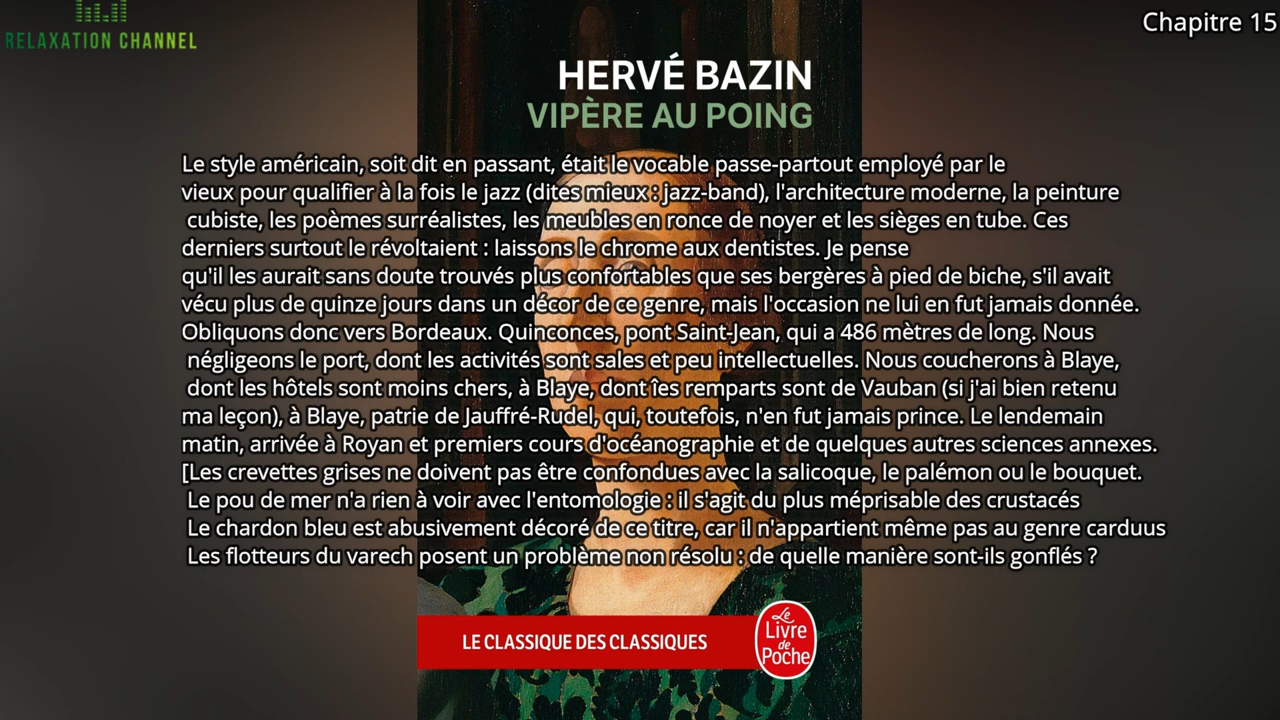 RELAXATION CHANNEL
Chapitre 15
HERVÉ BAZIN
VIPÈRE AU POING
Le style américain, soit dit en passant, était le vocable passe-partout employé par le
vieux pour qualifier à la fois le jazz (dites mieux : jazz-band), l'architecture moderne, la peinture
cubiste, les poèmes surréalistes, les meubles en ronce de noyer et les sièges en tube. Ces
derniers surtout le révoltaient : laissons le chrome aux dentistes. Je pense
qu'il les aurait sans doute trouvés plus confortables que ses bergères à pied de biche, s'il avait
vécu plus de quinze jours dans un décor de ce genre, mais l'occasion ne lui en fut jamais donnée.
Obliquons donc vers Bordeaux. Quinconces, pont Saint-Jean, qui a 486 mètres de long. Nous
négligeons le port, dont les activités sont sales et peu intellectuelles. Nous coucherons à Blaye,
dont les hôtels sont moins chers, à Blaye, dont îes remparts sont de Vauban (si j'ai bien retenu
ma leçon), à Blaye, patrie de Jauffré-Rudel, qui, toutefois, n'en fut jamais prince. Le lendemain
matin, arrivée à Royan et premiers cours d'océanographie et de quelques autres sciences annexes.
[Les crevettes grises ne doivent pas être confondues avec la salicoque, le palémon ou le bouquet.
Le pou de mer n'a rien à voir avec l'entomologie : il s'agit du plus méprisable des crustacés
Le chardon bleu est abusivement décoré de ce titre, car il n'appartient même pas au genre carduus
Les flotteurs du varech posent un problème non résolu : de quelle manière sont-ils gonflés ?
LE CLASSIQUE DES CLASSIQUES
Le
Livre
de
Poche